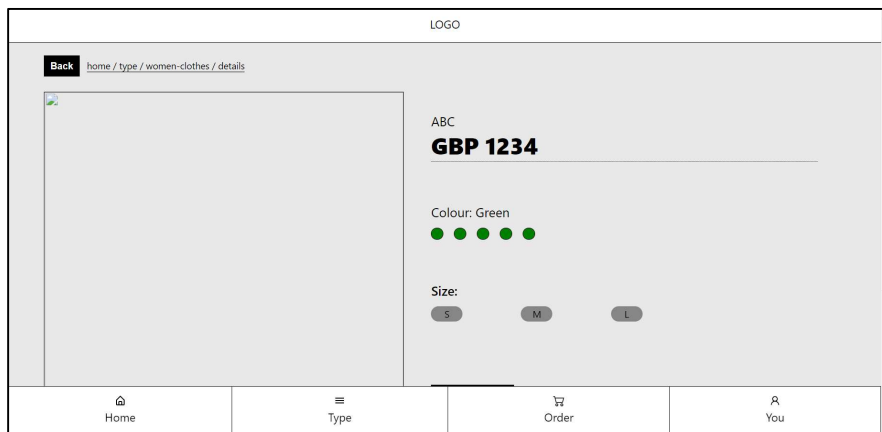 LOGO
Back home / type / women-clothes / details
ABC
GBP 1234
Colour: Green
Size:
S M L
Home Type Order You